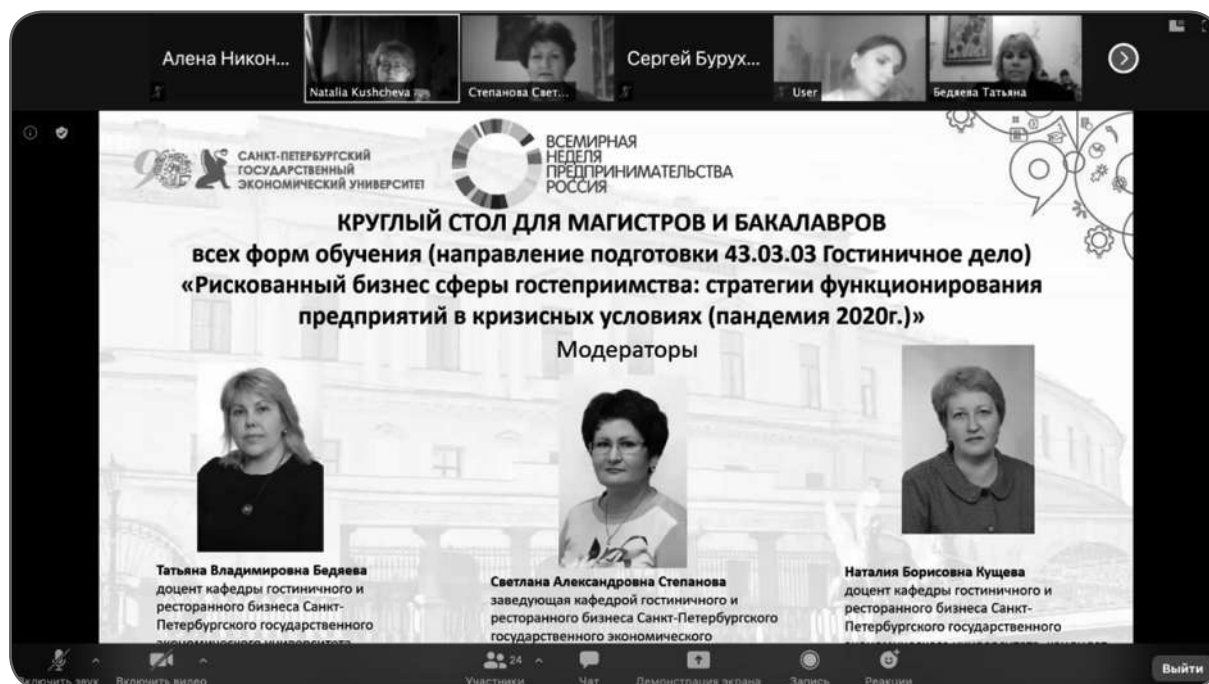 Алена Никон...
Natalia Kushcheva
Степанова Свет...
Сергей Бурух...
User
Бедяева Татьяна
90
САНКТ-ПЕТЕРБУРГСКИЙ
ГОСУДАРСТВЕННЫЙ
ЭКОНОМИЧЕСКИЙ УНИВЕРСИТЕТ
ВСЕМИРНАЯ
НЕДЕЛЯ
ПРЕДПРИНИМАТЕЛЬСТВА
РОССИЯ
КРУГЛЫЙ СТОЛ ДЛЯ МАГИСТРОВ И БАКАЛАВРОВ
всех форм обучения (направление подготовки 43.03.03 Гостиничное дело)
«Рискованный бизнес сферы гостеприимства: стратегии функционирования
предприятий в кризисных условиях (пандемия 2020г.)»
Модераторы
Татьяна Владимировна Бедяева
доцент кафедры гостиничного и
ресторанного бизнеса Санкт-
Петербургского государственного
экономического университета
Светлана Александровна Степанова
заведующая кафедрой гостиничного и
ресторанного бизнеса Санкт-Петербургского
государственного экономического
Наталия Борисовна Кущева
доцент кафедры гостиничного и
ресторанного бизнеса Санкт-
Петербургского государственного
Включить звук
Включить видео
24
Участники
Чат
Демонстрация экрана
Запись
Реакции
Выйти